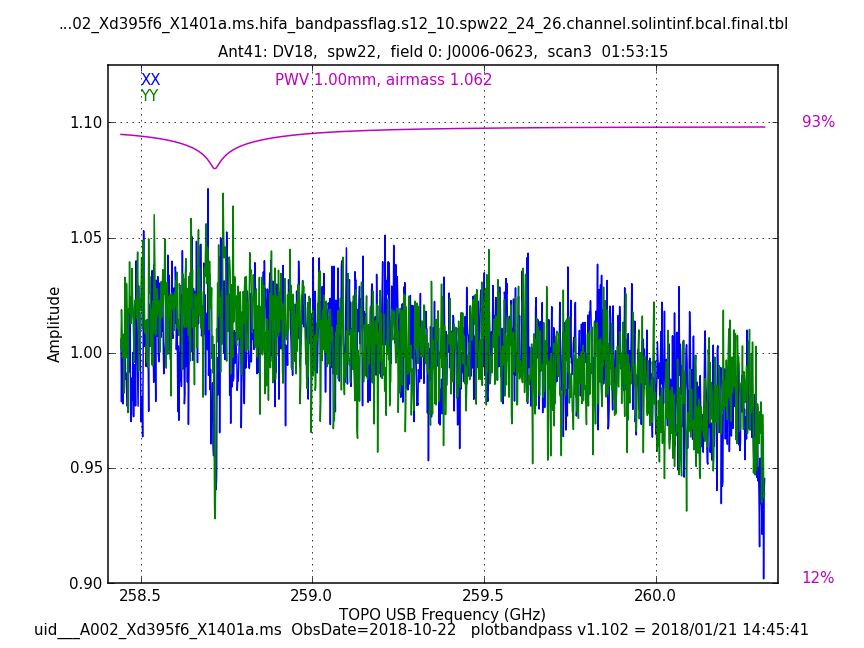 ...02_Xd395f6_X1401a.ms.hifa_bandpassflag.s12_10.spw22_24_26.channel.solintinf.bcal.final.tbl
Ant41: DV18,  spw22,  field 0: J0006-0623,  scan3  01:53:15
XX
PWV 1.00mm, airmass 1.062
YY
93%
1.10
1.05
1.00
0.95
0.90
Amplitude
12%
258.5
259.0
259.5
260.0
TOPO USB Frequency (GHz)
uid___A002_Xd395f6_X1401a.ms  ObsDate=2018-10-22   plotbandpass v1.102 = 2018/01/21 14:45:41